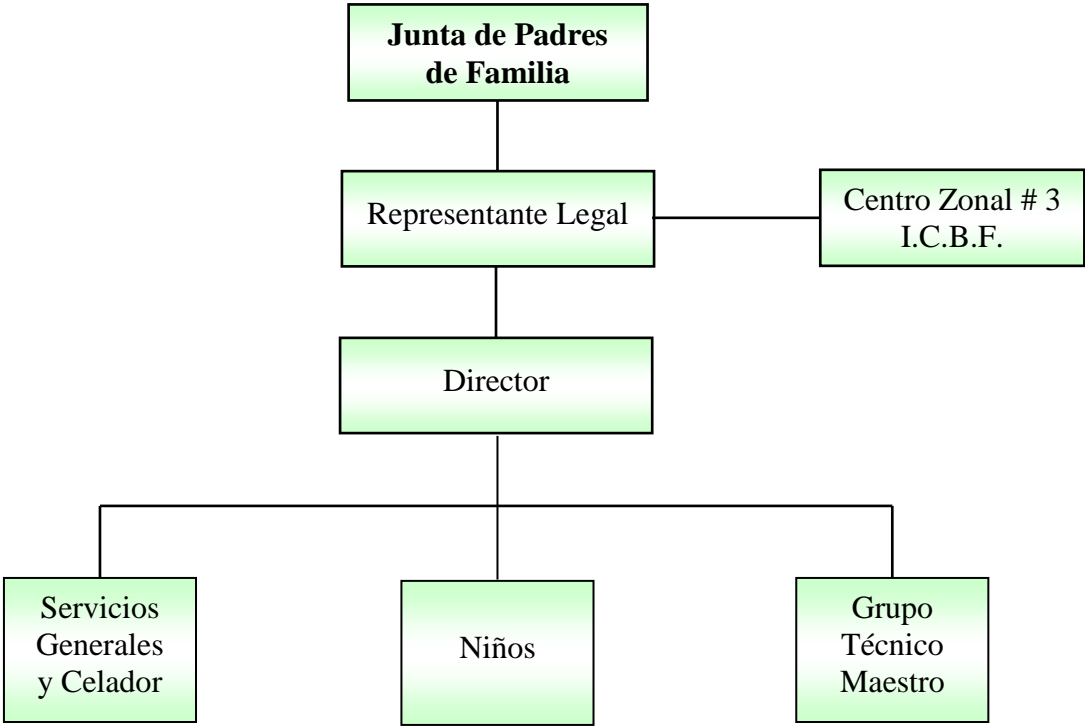 Junta de Padres
de Familia
Representante Legal
Centro Zonal # 3
I.C.B.F.
Director
Servicios
Generales
y Celador
Niños
Grupo
Técnico
Maestro